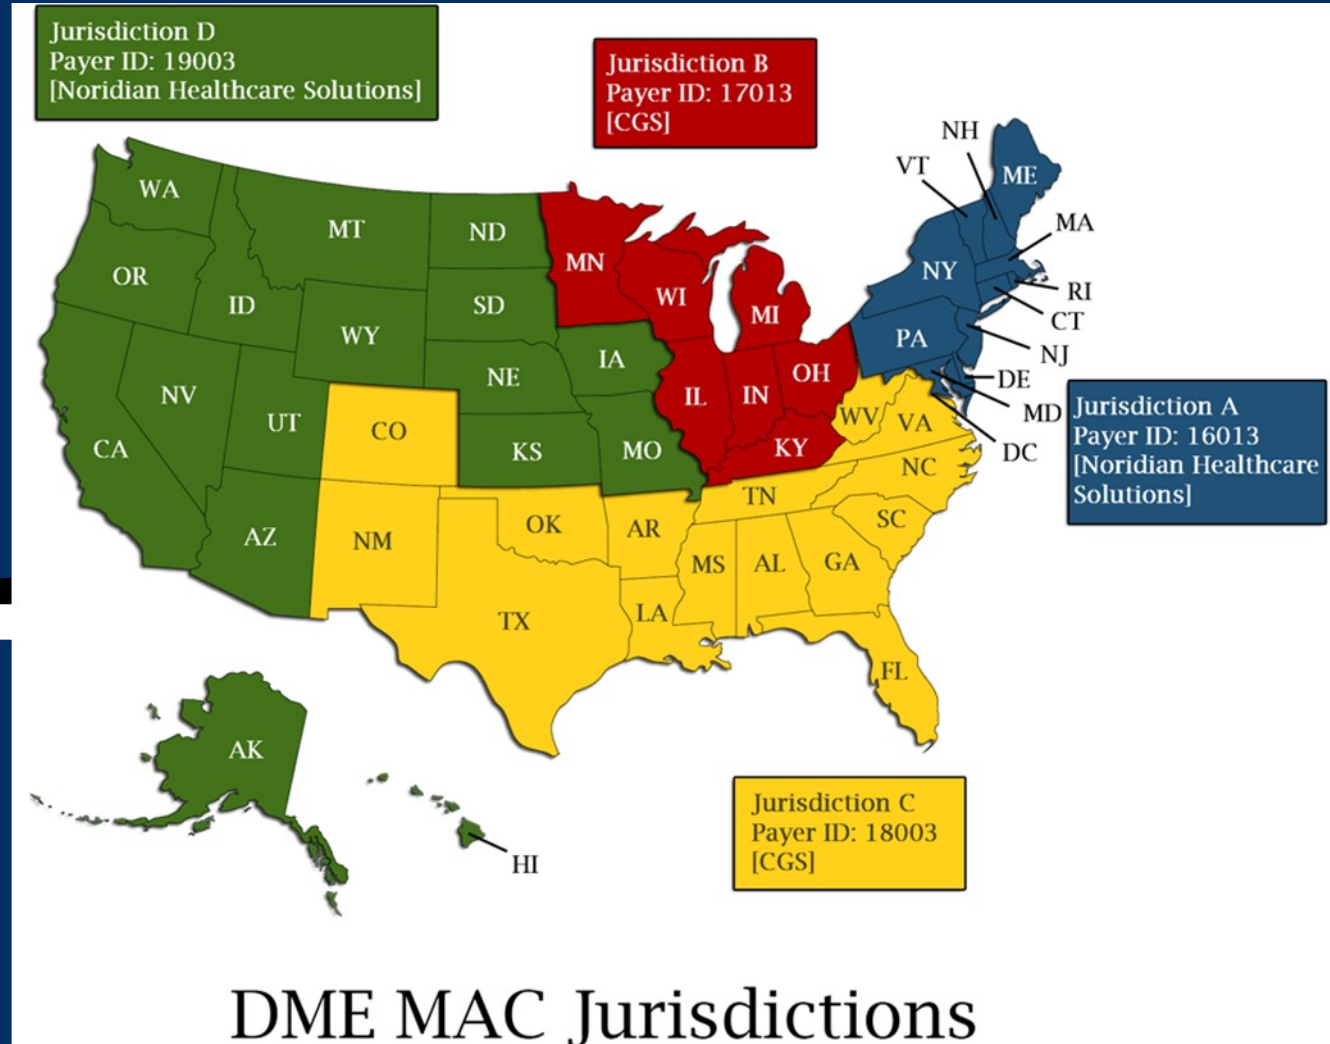 Jurisdiction D
Payer ID: 19003
[Noridian Healthcare Solutions]
Jurisdiction B
Payer ID: 17013
[CGS]
NH
VT
ME
WA
MA
MT
ND
MN
NY
OR
WI
RI
ID
SD
MI
CT
WY
PA
NJ
IA
OH
NE
DE
NV
IL
IN
MD
UT
CO
WV
VA
Jurisdiction A
Payer ID: 16013
[Noridian Healthcare
Solutions]
CA
KS
MO
KY
DC
NC
TN
AZ
NM
OK
AR
SC
MS
AL
GA
TX
LA
FL
AK
HI
Jurisdiction C
Payer ID: 18003
[CGS]
DME MAC Jurisdictions